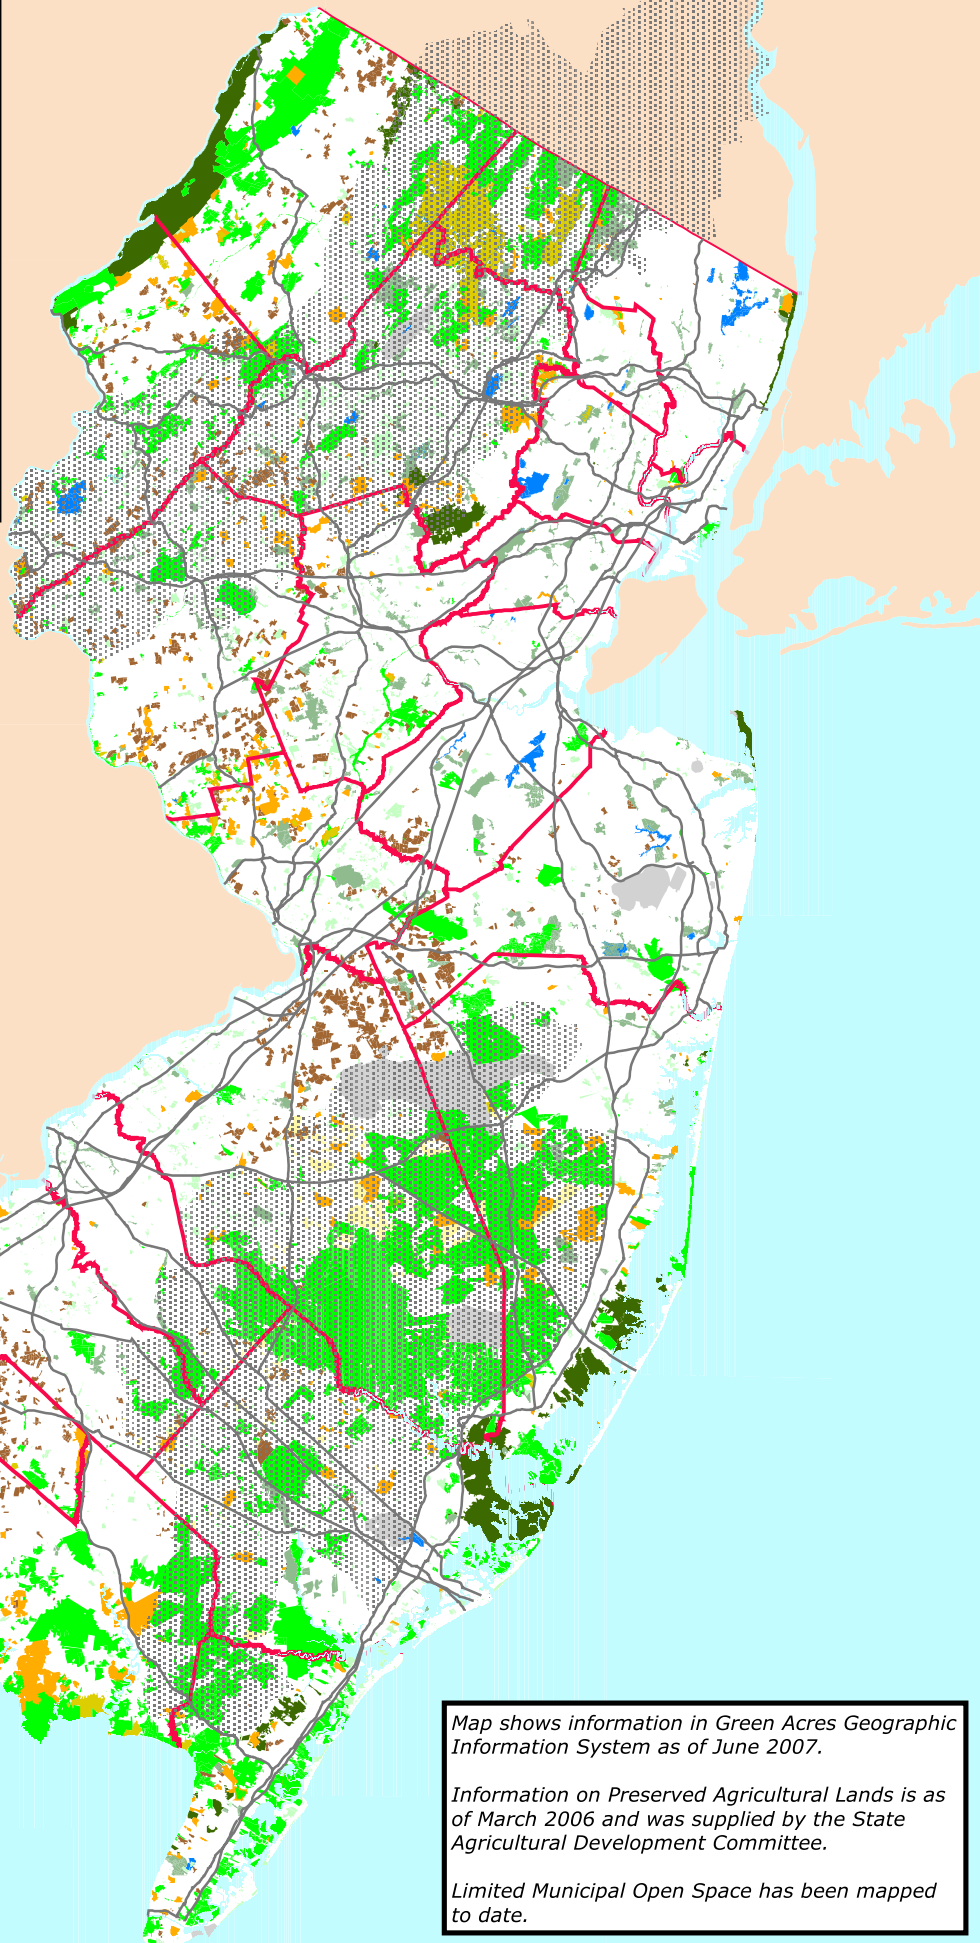 Map shows information in Green Acres Geographic
Information System as of June 2007.
Information on Preserved Agricultural Lands is as
of March 2006 and was supplied by the State
Agricultural Development Committee.
Limited Municipal Open Space has been mapped
to date.